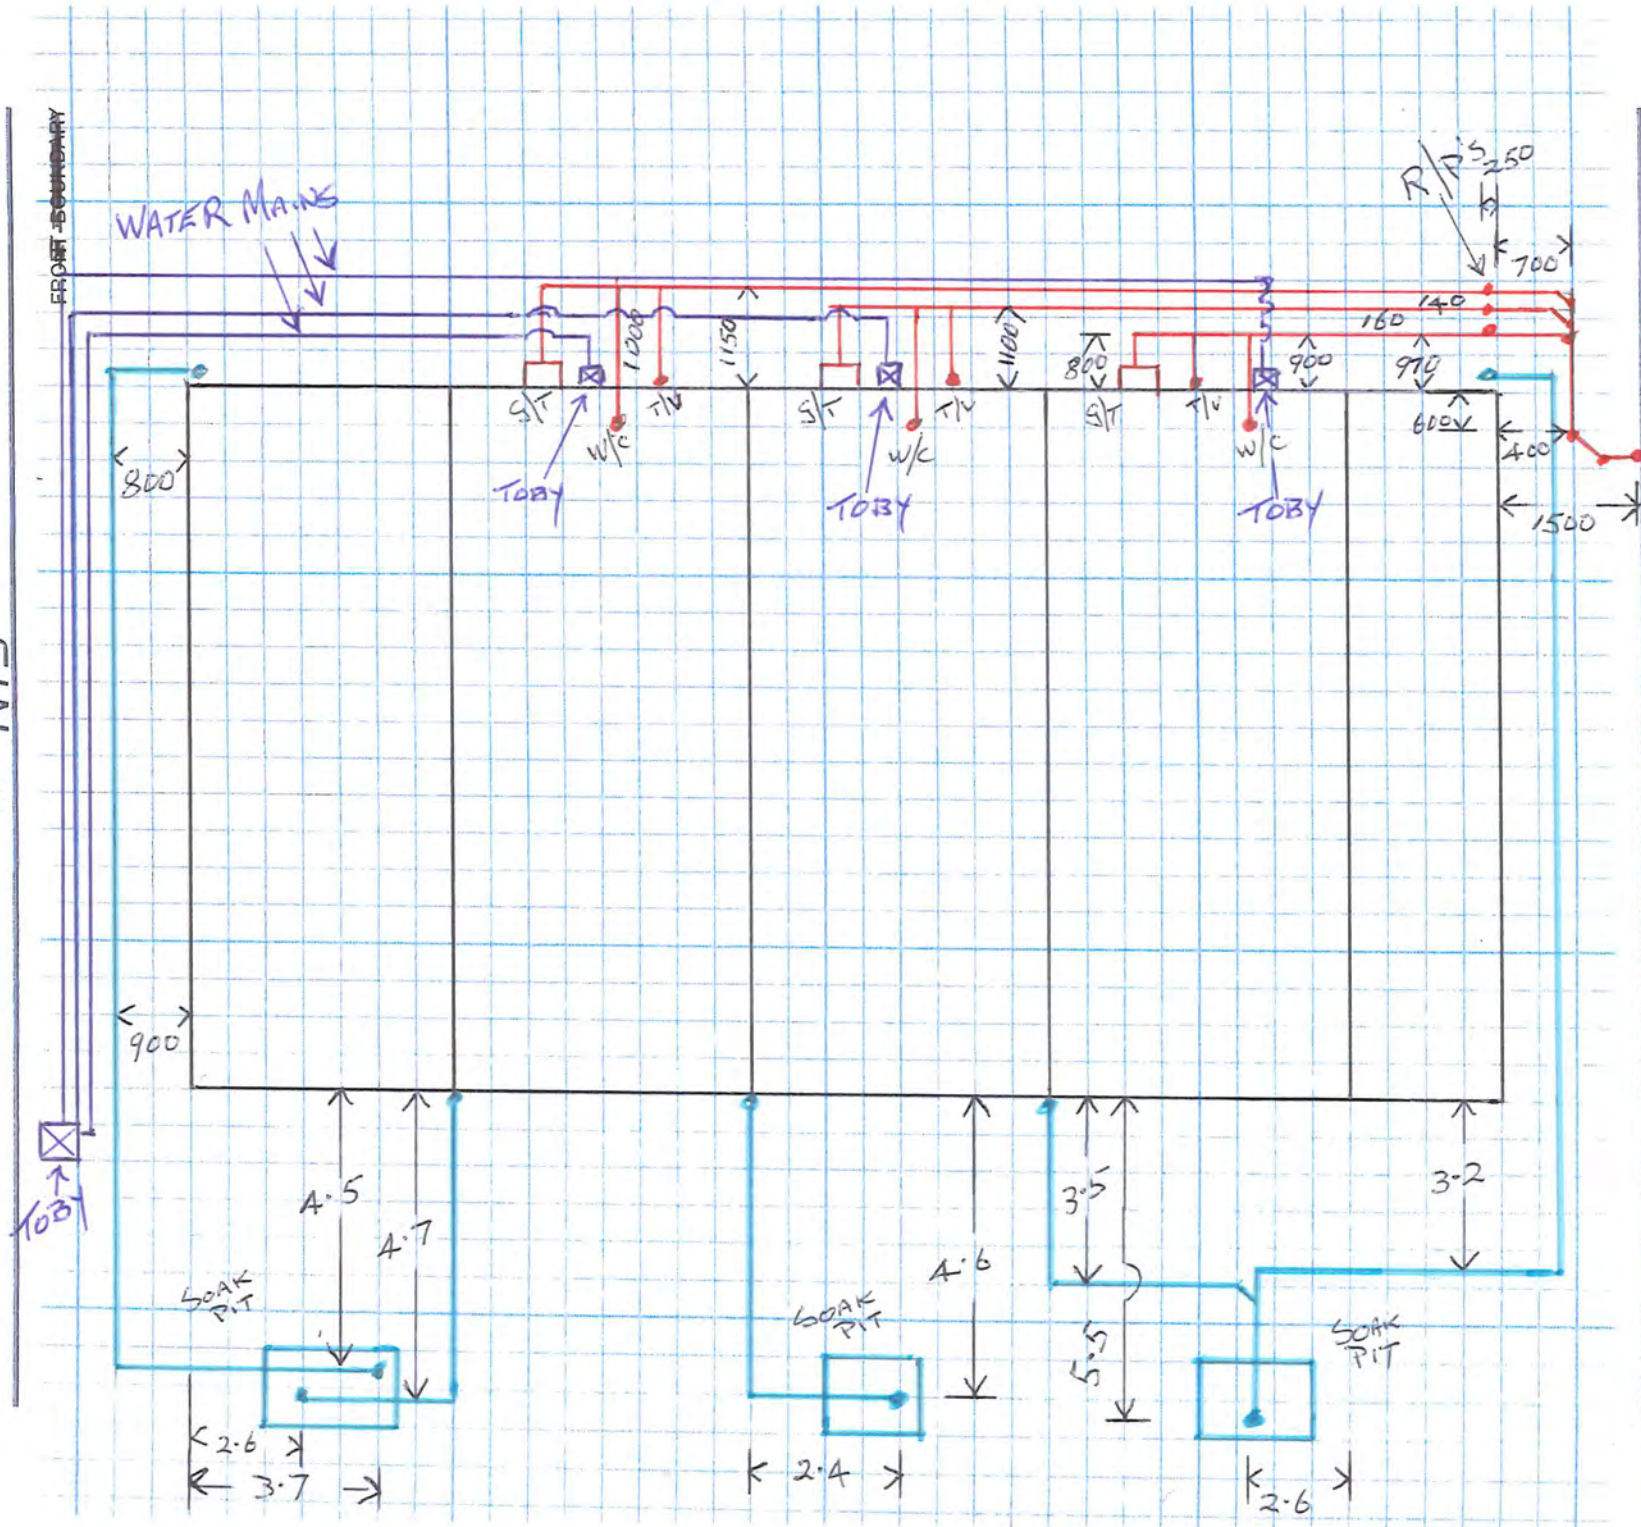 FRONT BOUNDARY
WATER MAINS
R/P'S
250
700
140
160
1000
1150
1100
800
900
970
600
400
1500
G/T
W/C
T/V
G/T
W/C
T/V
G/T
T/V
W/C
TOBY
TOBY
TOBY
800
NTS
900
TOBY
4.5
4.7
4.6
3.5
5.5
3.2
SOAK
PIT
SOAK
PIT
SOAK
PIT
2.6
3.7
2.4
2.6